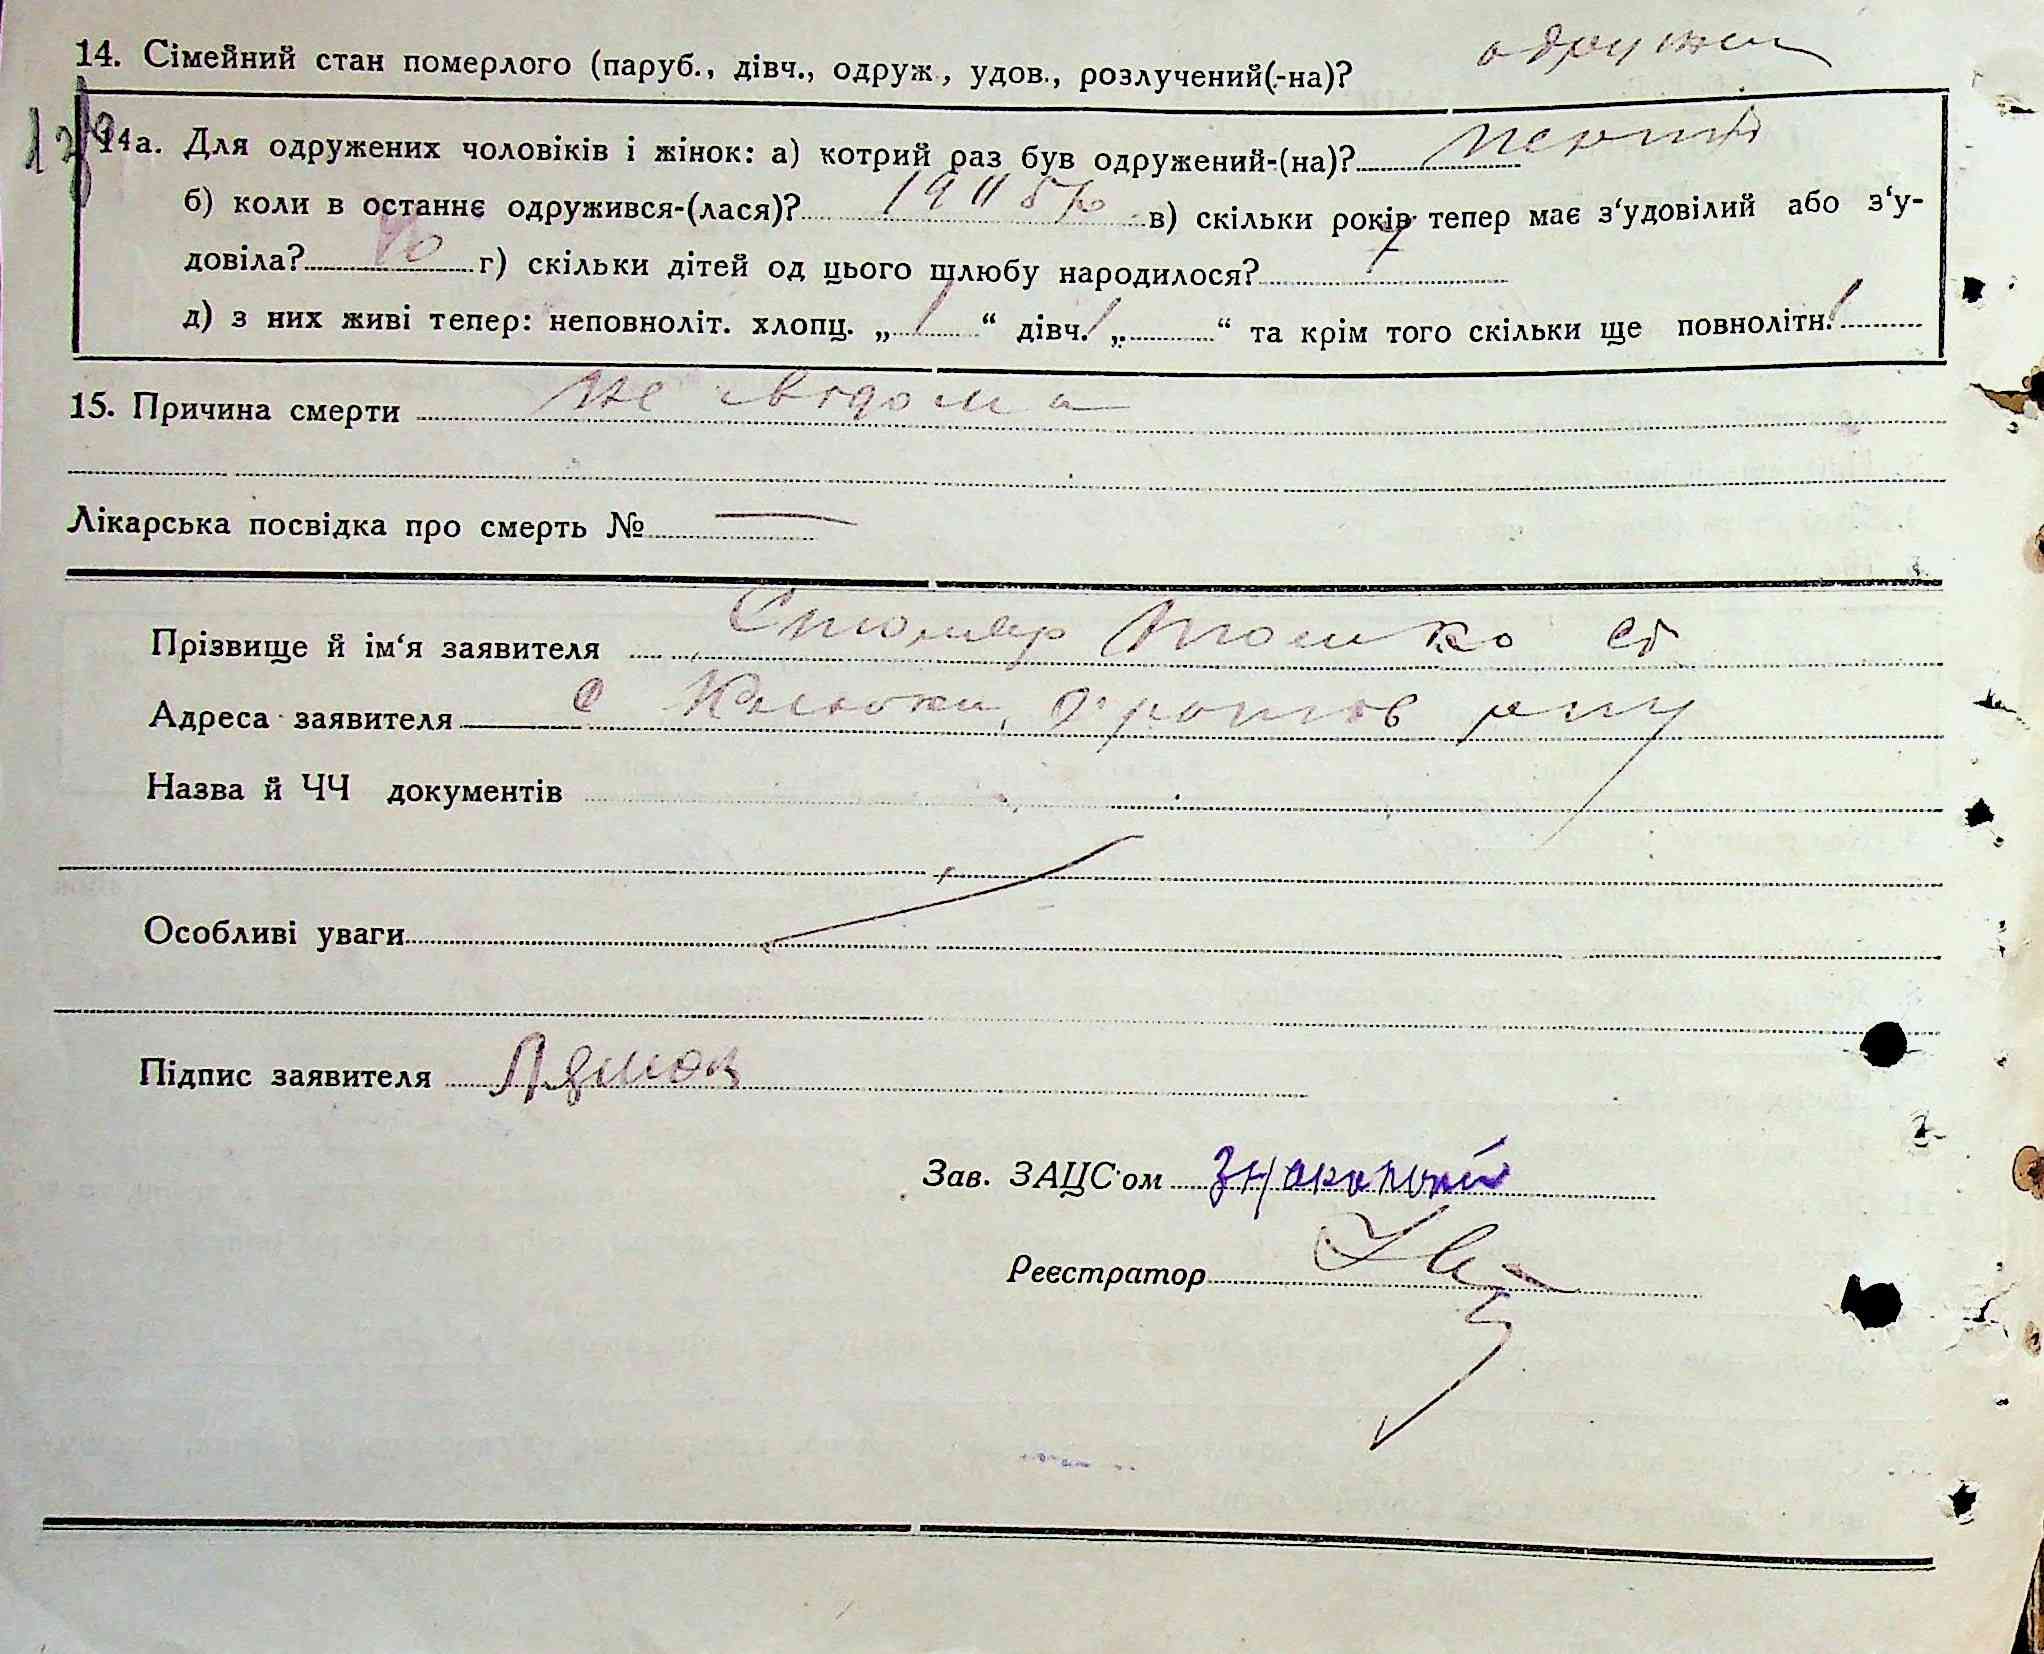 14. Сімейний стан померлого (паруб., дівч., одруж., удов., розлучений(-на)? одружен
14а. Для одружених чоловіків і жінок: а) котрий раз був одружений-(на)? перший
б) коли в останнє одружився-(лася)? 1911 в) скільки років тепер має з‘удовілий або з‘у-
довіла? 40 г) скільки дітей од цього шлюбу народилося? 7
д) з них живі тепер: неповноліт. хлопц. „ 1 “ дівч. 1 „ “ та крім того скільки ще повнолітн. 1
15. Причина смерти не відома
Лікарська посвідка про смерть № —
Прізвище й ім‘я заявителя
Адреса заявителя с
Назва й ЧЧ документів
Особливі уваги
Підпис заявителя
Зав. ЗАЦС‘ом
Реєстратор